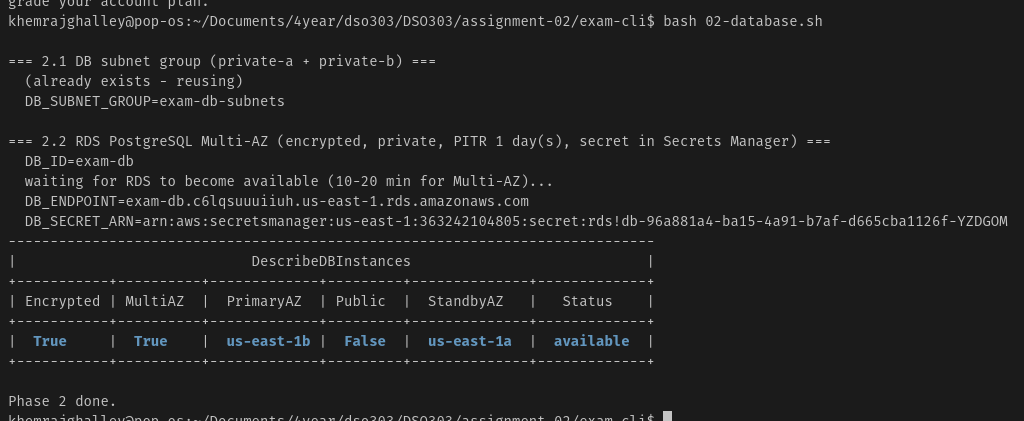 grade your account plan.
khemrajghalley@pop-os:~/Documents/4year/dso303/DSO303/assignment-02/exam-cli$ bash 02-database.sh
=== 2.1 DB subnet group (private-a + private-b) ===
(already exists - reusing)
DB_SUBNET_GROUP=exam-db-subnets
=== 2.2 RDS PostgreSQL Multi-AZ (encrypted, private, PITR 1 day(s), secret in Secrets Manager) ===
DB_ID=exam-db
waiting for RDS to become available (10-20 min for Multi-AZ)...
DB_ENDPOINT=exam-db.c6lqsuuuiiuh.us-east-1.rds.amazonaws.com
DB_SECRET_ARN=arn:aws:secretsmanager:us-east-1:363242104805:secret:rds!db-96a881a4-ba15-4a91-b7af-d665cba1126f-YZDGOM
-----------------------------------------------------------------------------
|                            DescribeDBInstances                            |
+-----------+----------+--------------+---------+--------------+-------------+
| Encrypted | MultiAZ  |  PrimaryAZ  | Public  |  StandbyAZ   |   Status    |
+-----------+----------+--------------+---------+--------------+-------------+
|  True     |  True    |  us-east-1b |  False  |  us-east-1a  |  available  |
+-----------+----------+--------------+---------+--------------+-------------+
Phase 2 done.
khemrajghalley@pop-os:~/Documents/4year/dso303/DSO303/assignment-02/exam-cli$